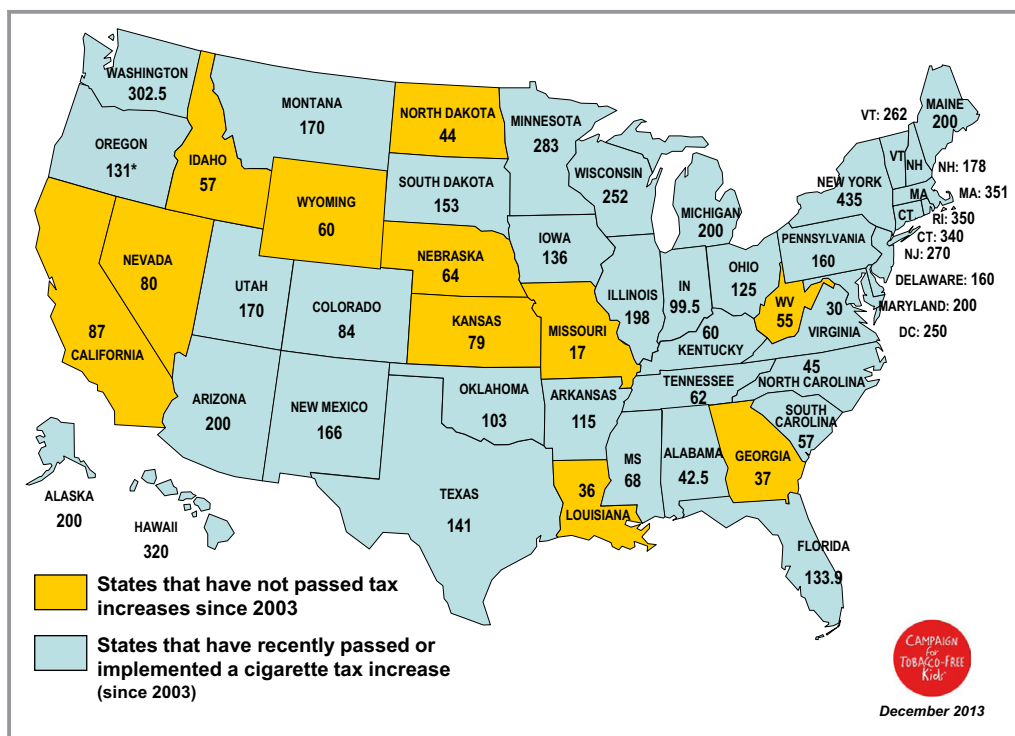 WASHINGTON
302.5
OREGON
131*
CALIFORNIA
87
NEVADA
80
IDAHO
57
MONTANA
170
WYOMING
60
UTAH
170
COLORADO
84
ARIZONA
200
NEW MEXICO
166
NORTH DAKOTA
44
SOUTH DAKOTA
153
NEBRASKA
64
KANSAS
79
OKLAHOMA
103
TEXAS
141
MINNESOTA
283
IOWA
136
MISSOURI
17
ARKANSAS
115
36
LOUISIANA
WISCONSIN
252
ILLINOIS
198
MICHIGAN
200
IN
99.5
OHIO
125
60
KENTUCKY
TENNESSEE
62
MS
68
ALABAMA
42.5
GEORGIA
37
FLORIDA
133.9
SOUTH
CAROLINA
57
45
NORTH CAROLINA
30
VIRGINIA
WV
55
PENNSYLVANIA
160
NEW YORK
435
VT: 262
VT
NH
MAINE
200
NH: 178
MA
MA: 351
CT
RI: 350
CT: 340
NJ: 270
DELAWARE: 160
MARYLAND: 200
DC: 250
ALASKA
200
HAWAII
320
States that have not passed tax
increases since 2003
States that have recently passed or
implemented a cigarette tax increase
(since 2003)
CAMPAIGN
for
TOBACCO-FREE
Kids
December 2013